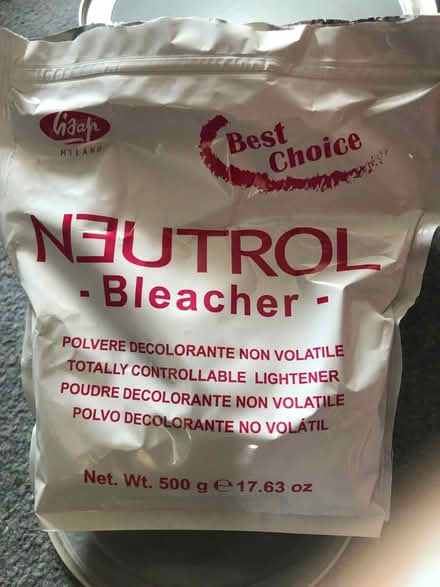 Lisap
MILANO
Best
Choice
NEUTROL
- Bleacher -
POLVERE DECOLORANTE NON VOLATILE
TOTALLY CONTROLLABLE LIGHTENER
POUDRE DECOLORANTE NON VOLATILE
POLVO DECOLORANTE NO VOLÁTIL
Net. Wt. 500 g ℮ 17.63 oz